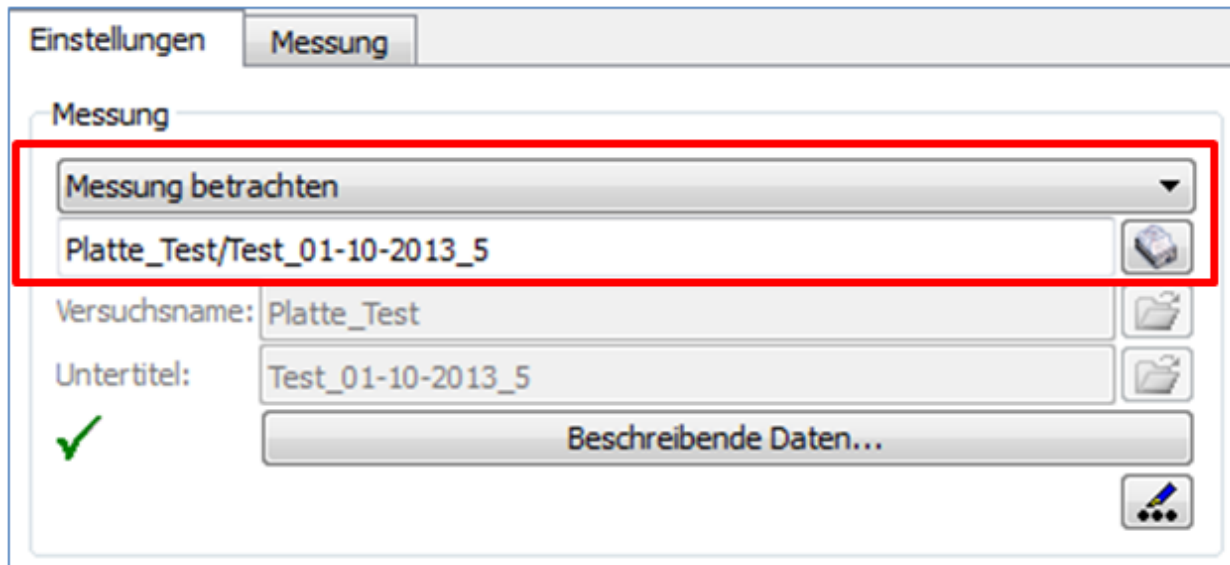 Einstellungen Messung
Messung
Messung betrachten
Platte_Test/Test_01-10-2013_5
Versuchsname: Platte_Test
Untertitel: Test_01-10-2013_5
Beschreibende Daten...